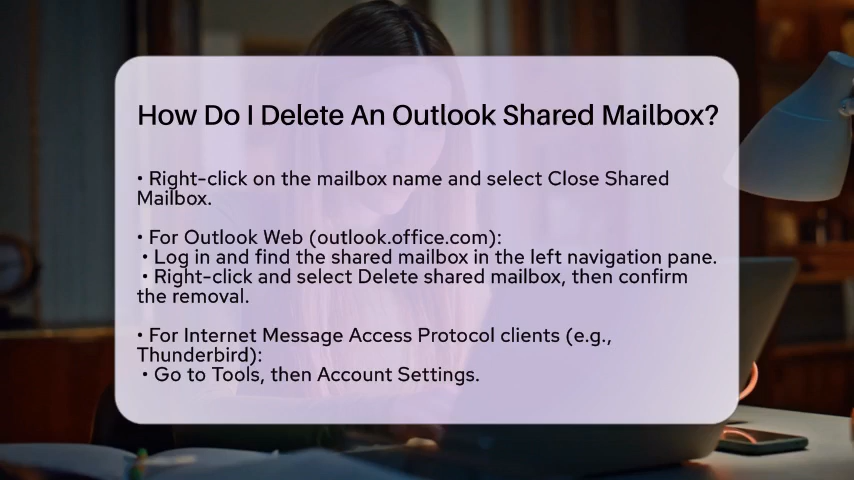 How Do I Delete An Outlook Shared Mailbox?
• Right-click on the mailbox name and select Close Shared
Mailbox.
• For Outlook Web (outlook.office.com):
• Log in and find the shared mailbox in the left navigation pane.
• Right-click and select Delete shared mailbox, then confirm
the removal.
• For Internet Message Access Protocol clients (e.g.,
Thunderbird):
• Go to Tools, then Account Settings.